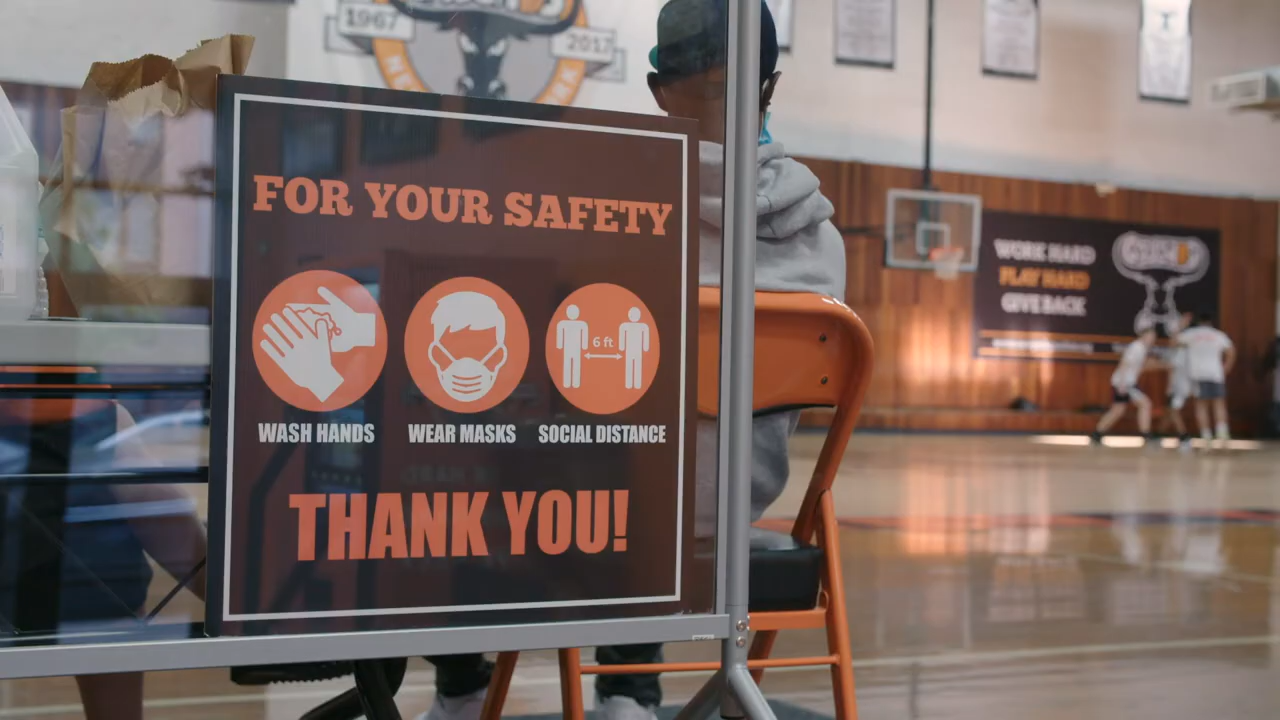 1967
2017
FOR YOUR SAFETY
6 ft
WASH HANDS
WEAR MASKS
SOCIAL DISTANCE
THANK YOU!
WORK HARD
PLAY HARD
GIVE BACK